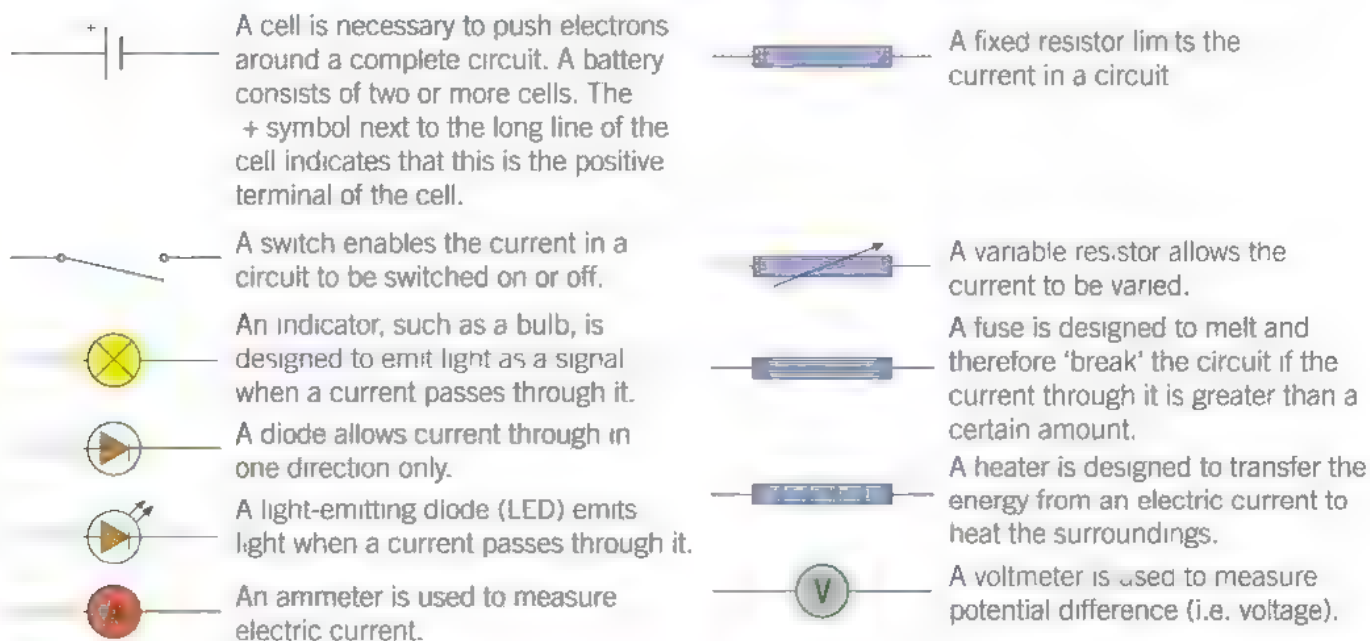 +
A cell is necessary to push electrons
around a complete circuit. A battery
consists of two or more cells. The
+ symbol next to the long line of the
cell indicates that this is the positive
terminal of the cell.
A switch enables the current in a
circuit to be switched on or off.
An indicator, such as a bulb, is
designed to emit light as a signal
when a current passes through it.
A diode allows current through in
one direction only.
A light-emitting diode (LED) emits
light when a current passes through it.
A
An ammeter is used to measure
electric current.
A fixed resistor limits the
current in a circuit
A variable resistor allows the
current to be varied.
A fuse is designed to melt and
therefore 'break' the circuit if the
current through it is greater than a
certain amount.
A heater is designed to transfer the
energy from an electric current to
heat the surroundings.
V
A voltmeter is used to measure
potential difference (i.e. voltage).